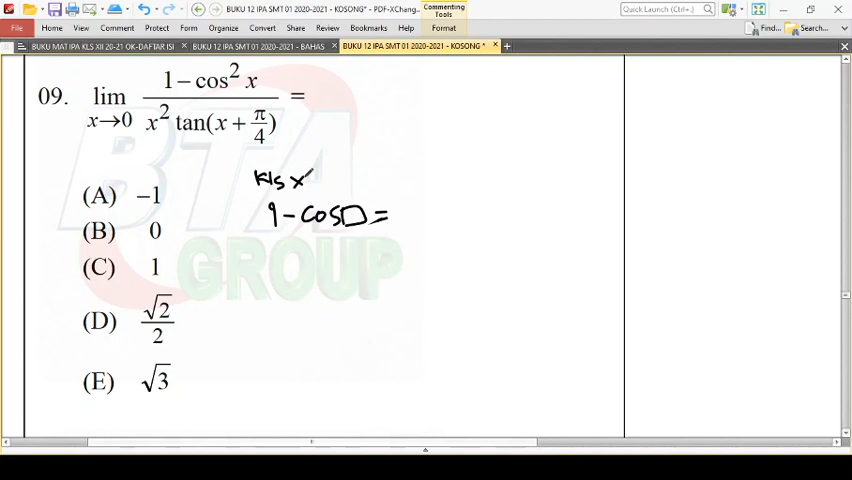 BUKU 12 IPA SMT 01 2020-2021 - KOSONG* - PDF-XChang
Commenting Tools
Quick Launch (Ctrl+.)
File Home View Comment Protect Form Organize Convert Share Review Bookmarks Help Format Find... Search...
BUKU MAT IPA KLS XII 20-21 OK-DAFTAR ISI BUKU 12 IPA SMT 01 2020-2021 - BAHAS BUKU 12 IPA SMT 01 2020-2021 - KOSONG *
09. lim x→0 (1 − cos² x) / (x² tan(x + π/4)) =
Kls x
1 − cos□ =
(A) −1
(B) 0
(C) 1
(D) √2/2
(E) √3
BTA
GROUP